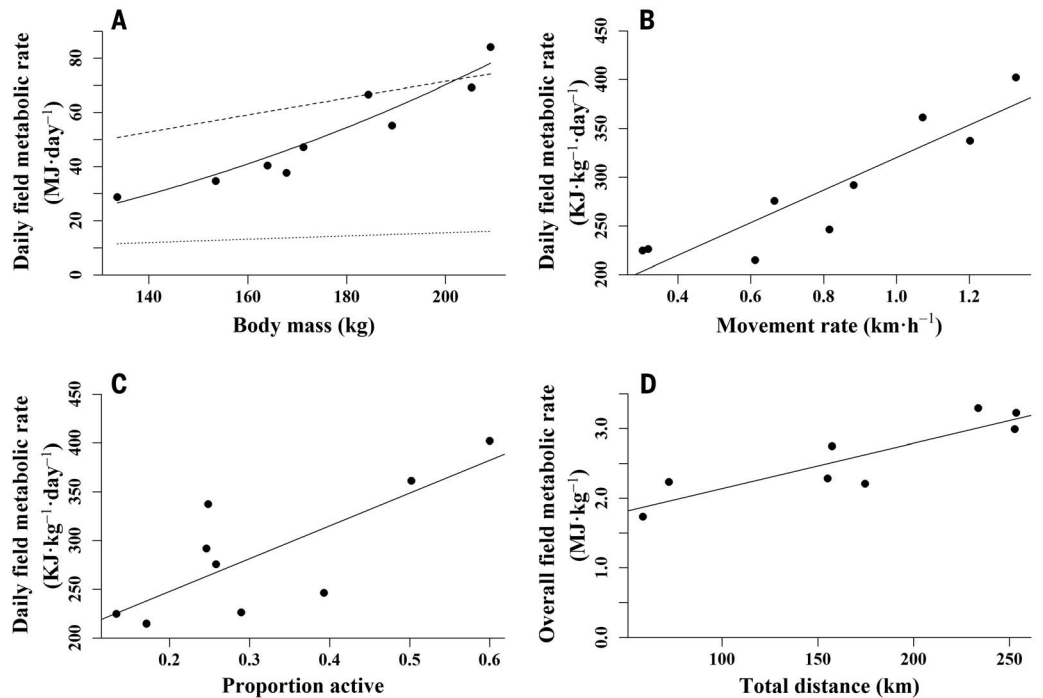 A
Daily field metabolic rate
(MJ·day⁻¹)
0 20 40 60 80
140 160 180 200
Body mass (kg)
B
Daily field metabolic rate
(KJ·kg⁻¹·day⁻¹)
200 250 300 350 400 450
0.4 0.6 0.8 1.0 1.2
Movement rate (km·h⁻¹)
C
Daily field metabolic rate
(KJ·kg⁻¹·day⁻¹)
200 250 300 350 400 450
0.2 0.3 0.4 0.5 0.6
Proportion active
D
Overall field metabolic rate
(MJ·kg⁻¹)
0.0 1.0 2.0 3.0
100 150 200 250
Total distance (km)